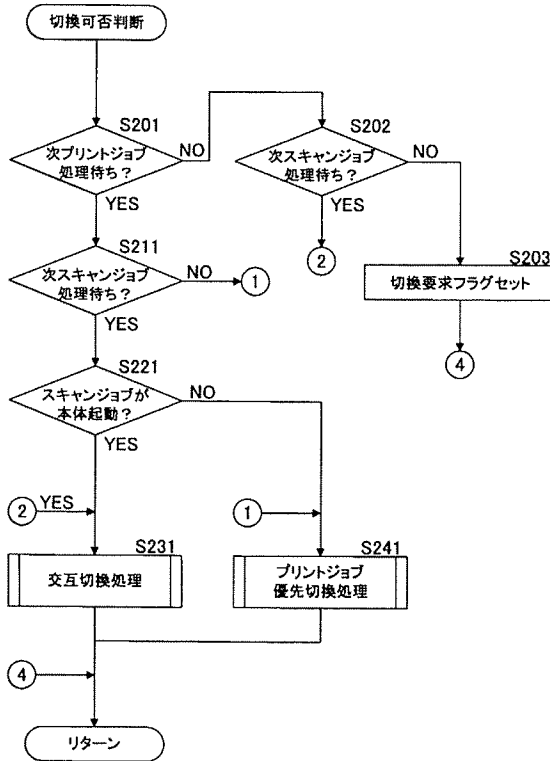 切換可否判断
S201
次プリントジョブ
処理待ち?
NO
YES
S202
次スキャンジョブ
処理待ち?
NO
YES
2
S203
切換要求フラグセット
4
S211
次スキャンジョブ
処理待ち?
NO
1
YES
S221
スキャンジョブが
本体起動?
NO
YES
2
YES
1
S231
交互切換処理
S241
プリントジョブ
優先切換処理
4
リターン